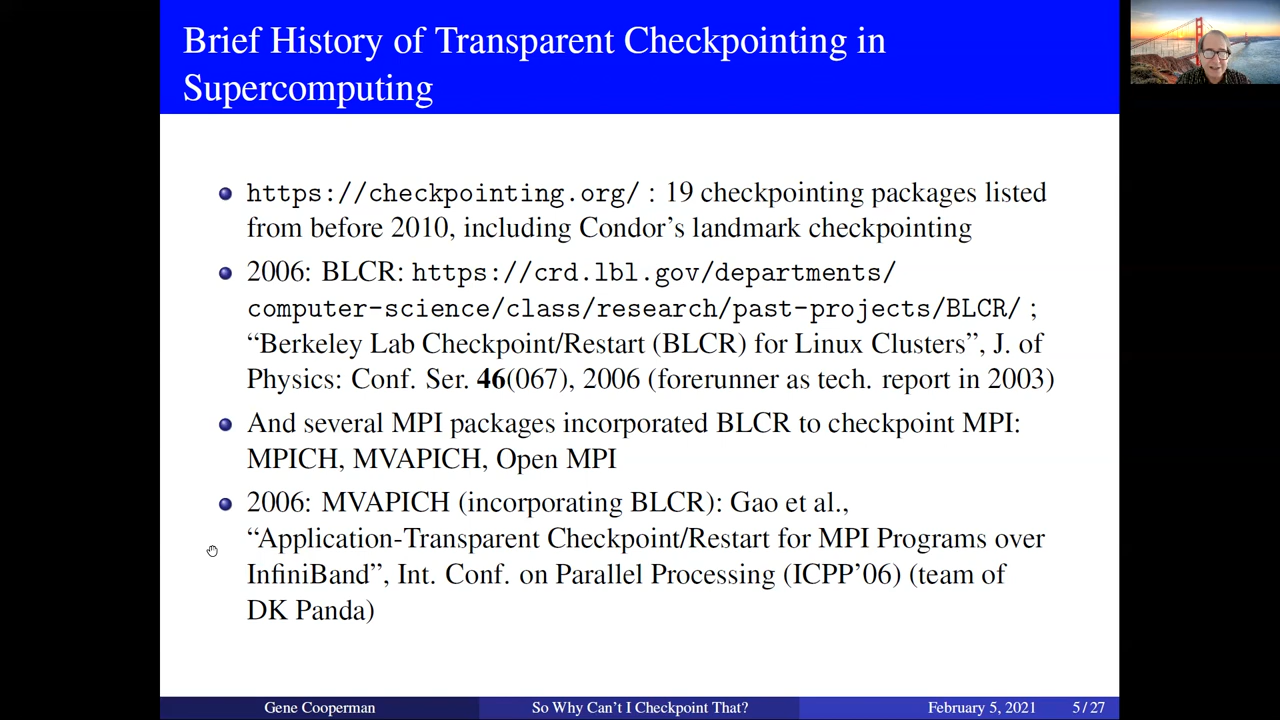 Brief History of Transparent Checkpointing in
Supercomputing
https://checkpointing.org/ : 19 checkpointing packages listed
from before 2010, including Condor’s landmark checkpointing
2006: BLCR: https://crd.lbl.gov/departments/
computer-science/class/research/past-projects/BLCR/ ;
“Berkeley Lab Checkpoint/Restart (BLCR) for Linux Clusters”, J. of
Physics: Conf. Ser. 46(067), 2006 (forerunner as tech. report in 2003)
And several MPI packages incorporated BLCR to checkpoint MPI:
MPICH, MVAPICH, Open MPI
2006: MVAPICH (incorporating BLCR): Gao et al.,
“Application-Transparent Checkpoint/Restart for MPI Programs over
InfiniBand”, Int. Conf. on Parallel Processing (ICPP’06) (team of
DK Panda)
Gene Cooperman So Why Can’t I Checkpoint That? February 5, 2021 5 / 27